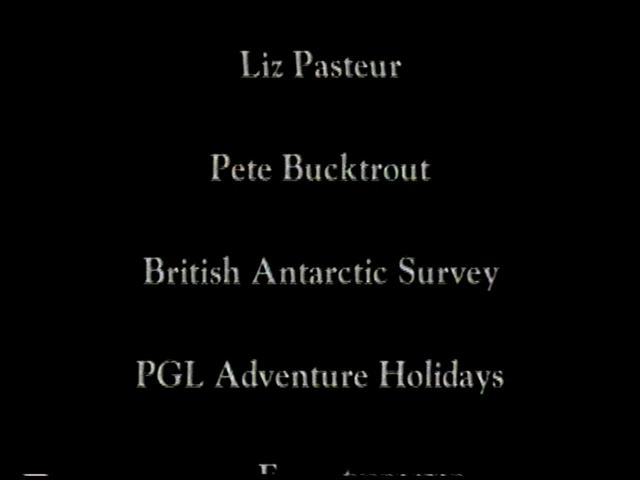 Liz Pasteur
Pete Bucktrout
British Antarctic Survey
PGL Adventure Holidays